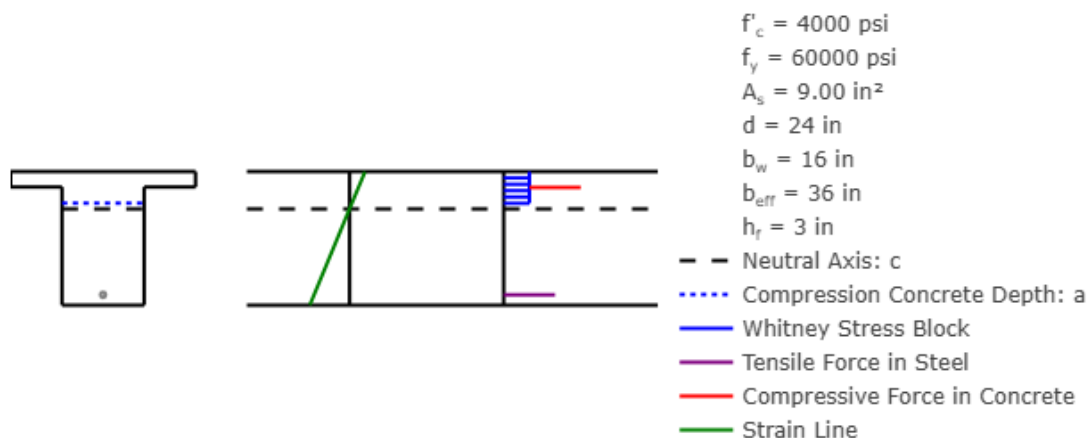 f'c = 4000 psi
fy = 60000 psi
As = 9.00 in²
d = 24 in
bw = 16 in
beff = 36 in
hf = 3 in
Neutral Axis: c
Compression Concrete Depth: a
Whitney Stress Block
Tensile Force in Steel
Compressive Force in Concrete
Strain Line